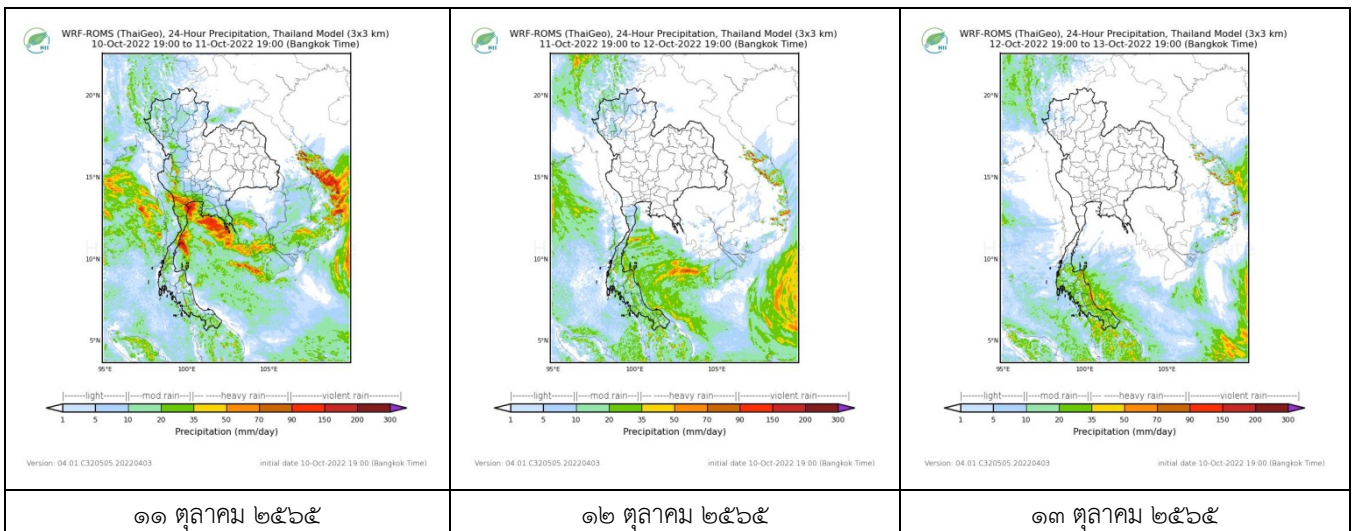 HII
WRF-ROMS (ThaiGeo), 24-Hour Precipitation, Thailand Model (3x3 km)
10-Oct-2022 19:00 to 11-Oct-2022 19:00 (Bangkok Time)
20°N
15°N
10°N
5°N
95°E 100°E 105°E
|------light-----||---mod rain---||--- ---heavy rain------||------violent rain------|
1 5 10 20 35 50 70 90 150 200 300
Precipitation (mm/day)
Version: 04.01.C320505.20220403 initial date 10-Oct-2022 19:00 (Bangkok Time)
๑๑ ตุลาคม ๒๕๖๕
HII
WRF-ROMS (ThaiGeo), 24-Hour Precipitation, Thailand Model (3x3 km)
11-Oct-2022 19:00 to 12-Oct-2022 19:00 (Bangkok Time)
20°N
15°N
10°N
5°N
95°E 100°E 105°E
|------light-----||---mod rain---||--- ---heavy rain------||------violent rain------|
1 5 10 20 35 50 70 90 150 200 300
Precipitation (mm/day)
Version: 04.01.C320505.20220403 initial date 10-Oct-2022 19:00 (Bangkok Time)
๑๒ ตุลาคม ๒๕๖๕
HII
WRF-ROMS (ThaiGeo), 24-Hour Precipitation, Thailand Model (3x3 km)
12-Oct-2022 19:00 to 13-Oct-2022 19:00 (Bangkok Time)
20°N
15°N
10°N
5°N
95°E 100°E 105°E
|------light-----||---mod rain---||--- ---heavy rain------||------violent rain------|
1 5 10 20 35 50 70 90 150 200 300
Precipitation (mm/day)
Version: 04.01.C320505.20220403 initial date 10-Oct-2022 19:00 (Bangkok Time)
๑๓ ตุลาคม ๒๕๖๕